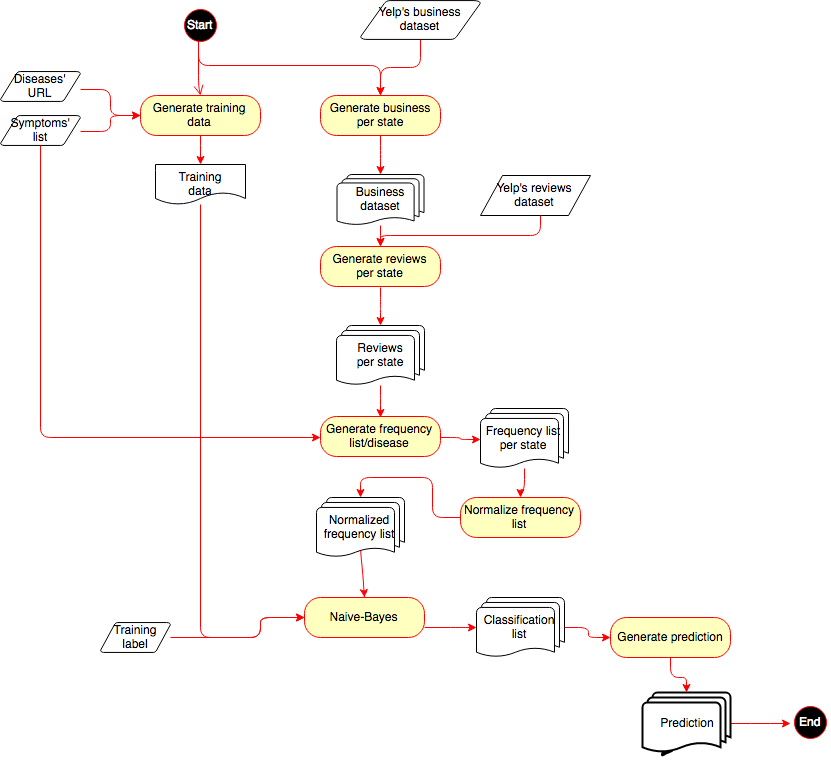 Start
Yelp's business
dataset
Diseases'
URL
Symptoms'
list
Generate training
data
Generate business
per state
Training
data
Business
dataset
Yelp's reviews
dataset
Generate reviews
per state
Reviews
per state
Generate frequency
list/disease
Frequency list
per state
Normalize frequency
list
Normalized
frequency list
Naive-Bayes
Training
label
Classification
list
Generate prediction
Prediction
End